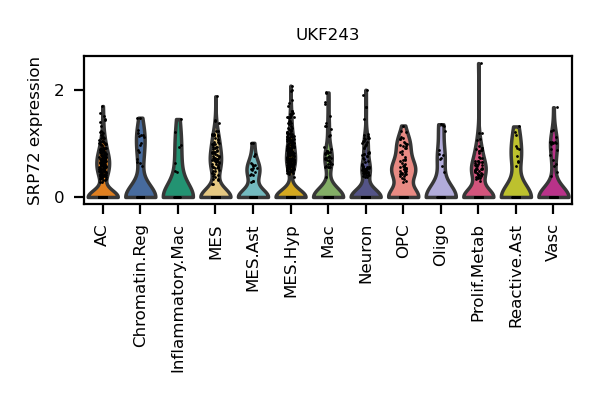 UKF243
SRP72 expression
2
0
AC
Chromatin.Reg
Inflammatory.Mac
MES
MES.Ast
MES.Hyp
Mac
Neuron
OPC
Oligo
Prolif.Metab
Reactive.Ast
Vasc